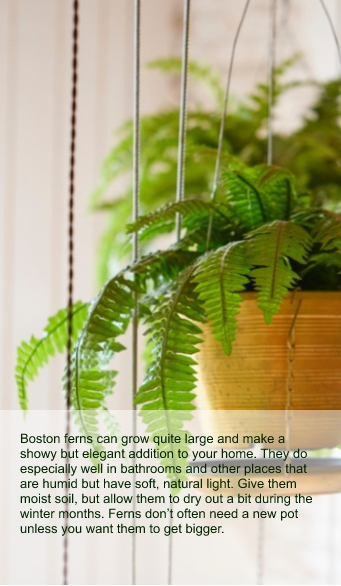 Boston ferns can grow quite large and make a
showy but elegant addition to your home. They do
especially well in bathrooms and other places that
are humid but have soft, natural light. Give them
moist soil, but allow them to dry out a bit during the
winter months. Ferns don't often need a new pot
unless you want them to get bigger.